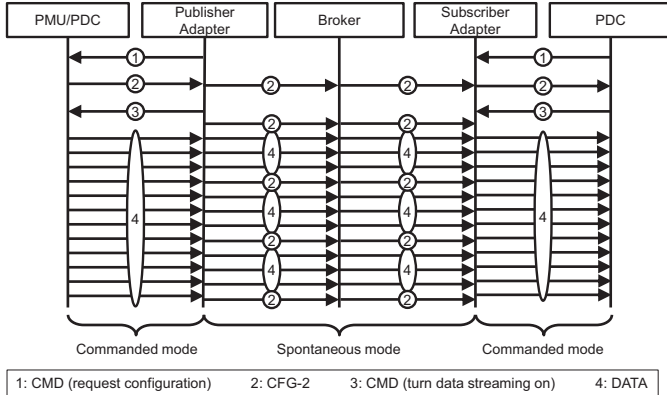 PMU/PDC
Publisher
Adapter
Broker
Subscriber
Adapter
PDC
1 1
2 2 2 2
3 3
2 2
4 4
2 2
4 4 4 4
2 2
4 4
2 2
Commanded mode Spontaneous mode Commanded mode
1: CMD (request configuration) 2: CFG-2 3: CMD (turn data streaming on) 4: DATA